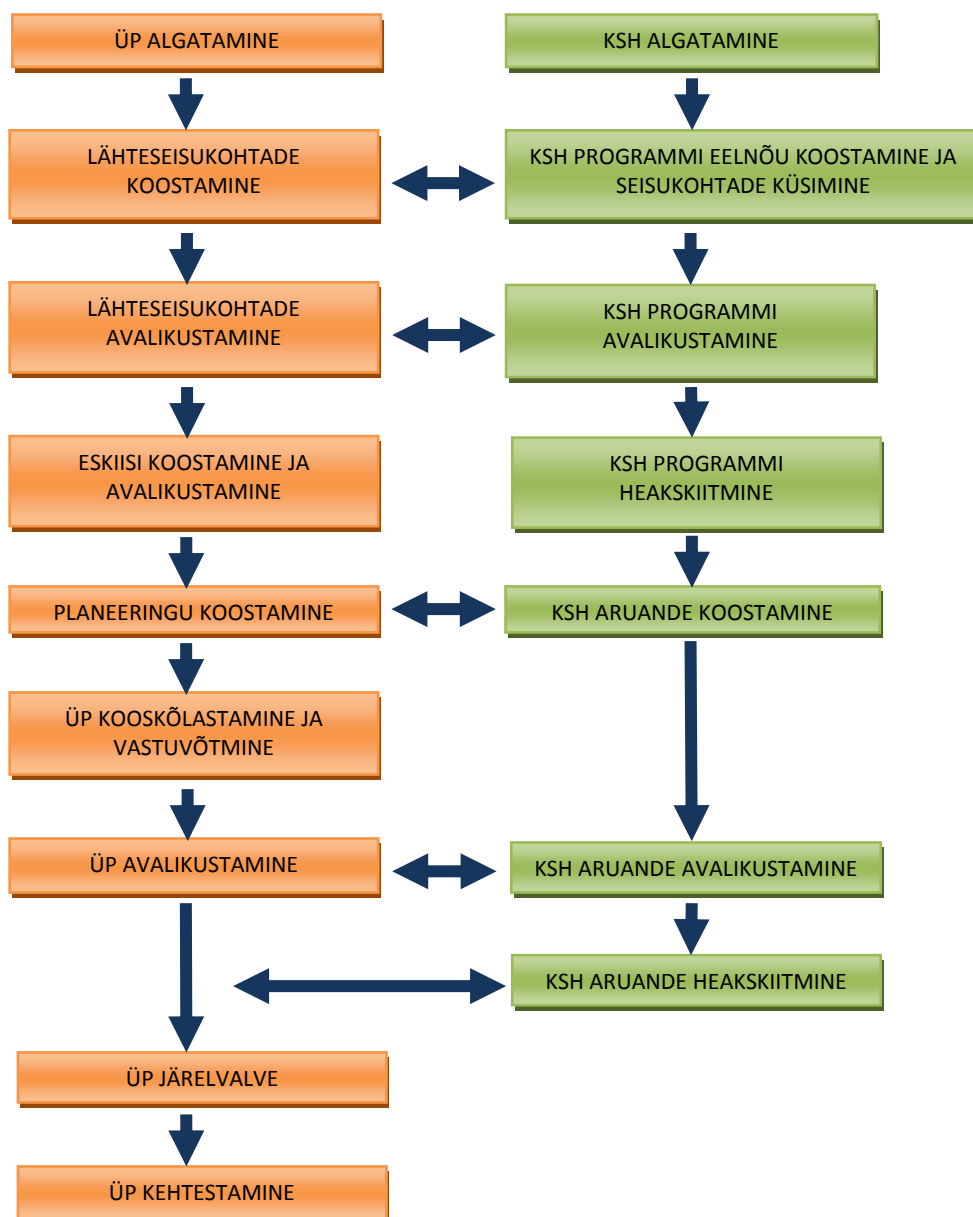 ÜP ALGATAMINE
KSH ALGATAMINE
LÄHTESEISUKOHTADE
KOOSTAMINE
KSH PROGRAMMI EELNÕU KOOSTAMINE JA
SEISUKOHTADE KÜSIMINE
LÄHTESEISUKOHTADE
AVALIKUSTAMINE
KSH PROGRAMMI
AVALIKUSTAMINE
ESKIISI KOOSTAMINE JA
AVALIKUSTAMINE
KSH PROGRAMMI
HEAKSKIITMINE
PLANEERINGU KOOSTAMINE
KSH ARUANDE KOOSTAMINE
ÜP KOOSKÕLASTAMINE JA
VASTUVÕTMINE
ÜP AVALIKUSTAMINE
KSH ARUANDE AVALIKUSTAMINE
KSH ARUANDE HEAKSKIITMINE
ÜP JÄRELVALVE
ÜP KEHTESTAMINE